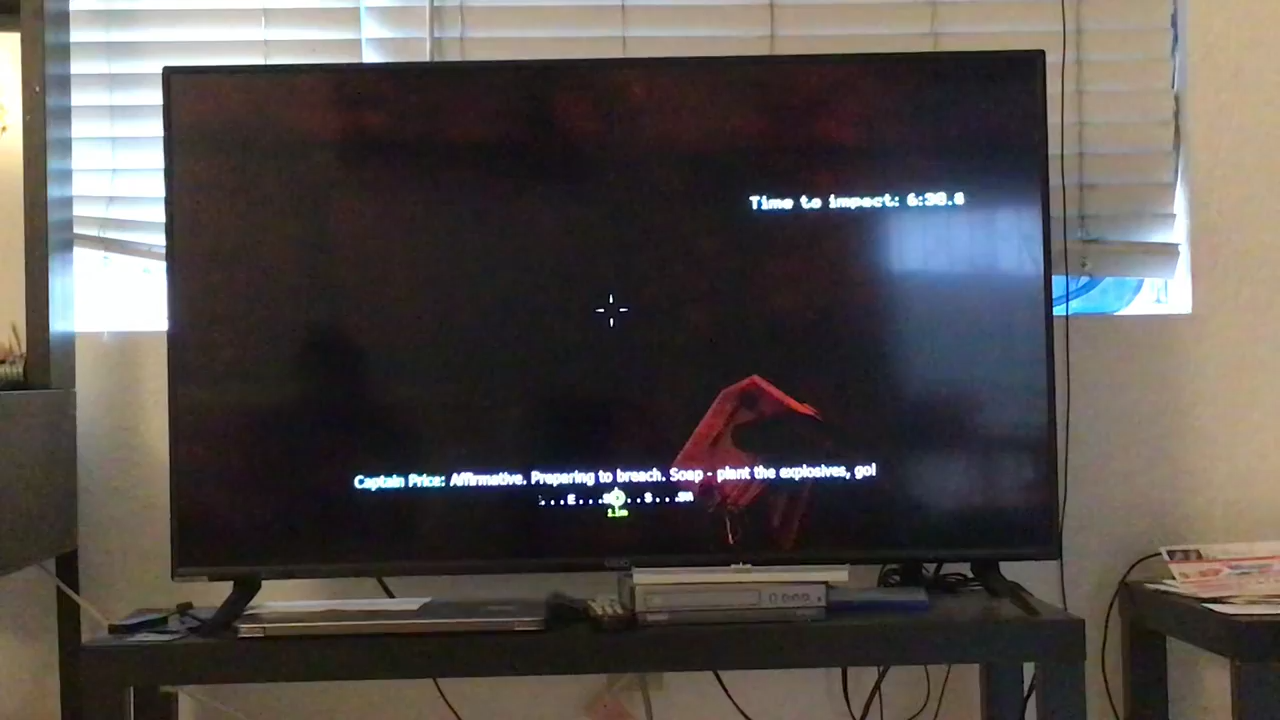 Time to impact: 6:38.8
Captain Price: Affirmative. Preparing to breach. Soap - plant the explosives, go!